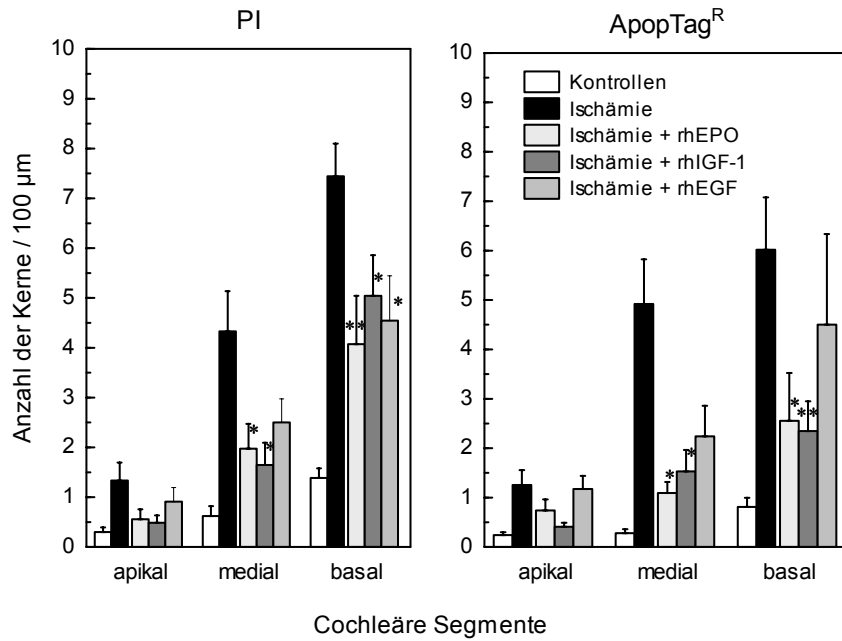 PI
ApopTagR
Anzahl der Kerne / 100 µm
10
9
8
7
6
5
4
3
2
1
0
**
*
*
*
*
apikal
medial
basal
10
9
8
7
6
5
4
3
2
1
0
Kontrollen
Ischämie
Ischämie + rhEPO
Ischämie + rhIGF-1
Ischämie + rhEGF
*
**
*
*
apikal
medial
basal
Cochleäre Segmente